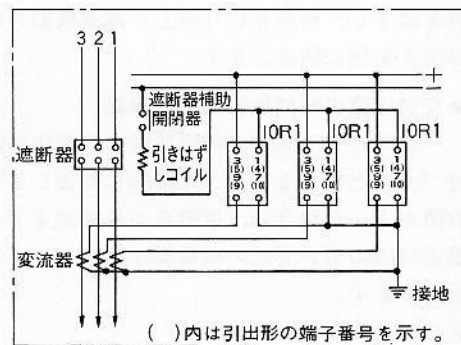 3 2 1
+
−
遮断器補助
開閉器
引きはず
しコイル
遮断器
IOR1
IOR1
IOR1
3 1
(5) (4)
9 7
(9) (10)
3 1
(5) (4)
9 7
(9) (10)
3 1
(5) (4)
9 7
(9) (10)
変流器
接地
( )内は引出形の端子番号を示す。